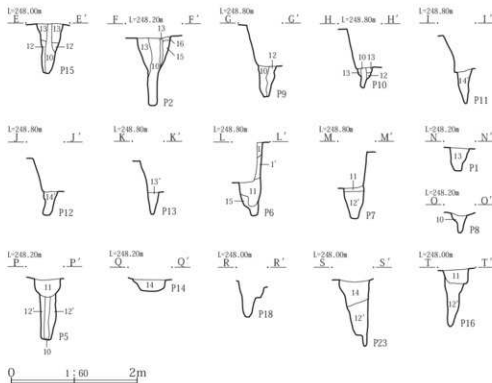 L=248.00m
E E'
13 13
12 12
10
P15
L=248.20m
F F'
13
13 16
15
10
P2
L=248.80m
G G'
12
10
P9
L=248.80m
H H'
10 13
13 12
P10
L=248.80m
I I'
14
P11
L=248.80m
J J'
14
P12
L=248.80m
K K'
13'
P13
L=248.80m
L L'
1
1'
11
15
P6
L=248.80m
M M'
11
12'
P7
L=248.20m
N N'
13
P1
L=248.20m
O O'
10
P8
L=248.20m
P P'
11
12' 12'
P5
10
L=248.20m
Q Q'
14 P14
L=248.00m
R R'
P18
L=248.00m
S S'
14
12'
P23
L=248.00m
T T'
11
12'
P16
0 1:60 2m